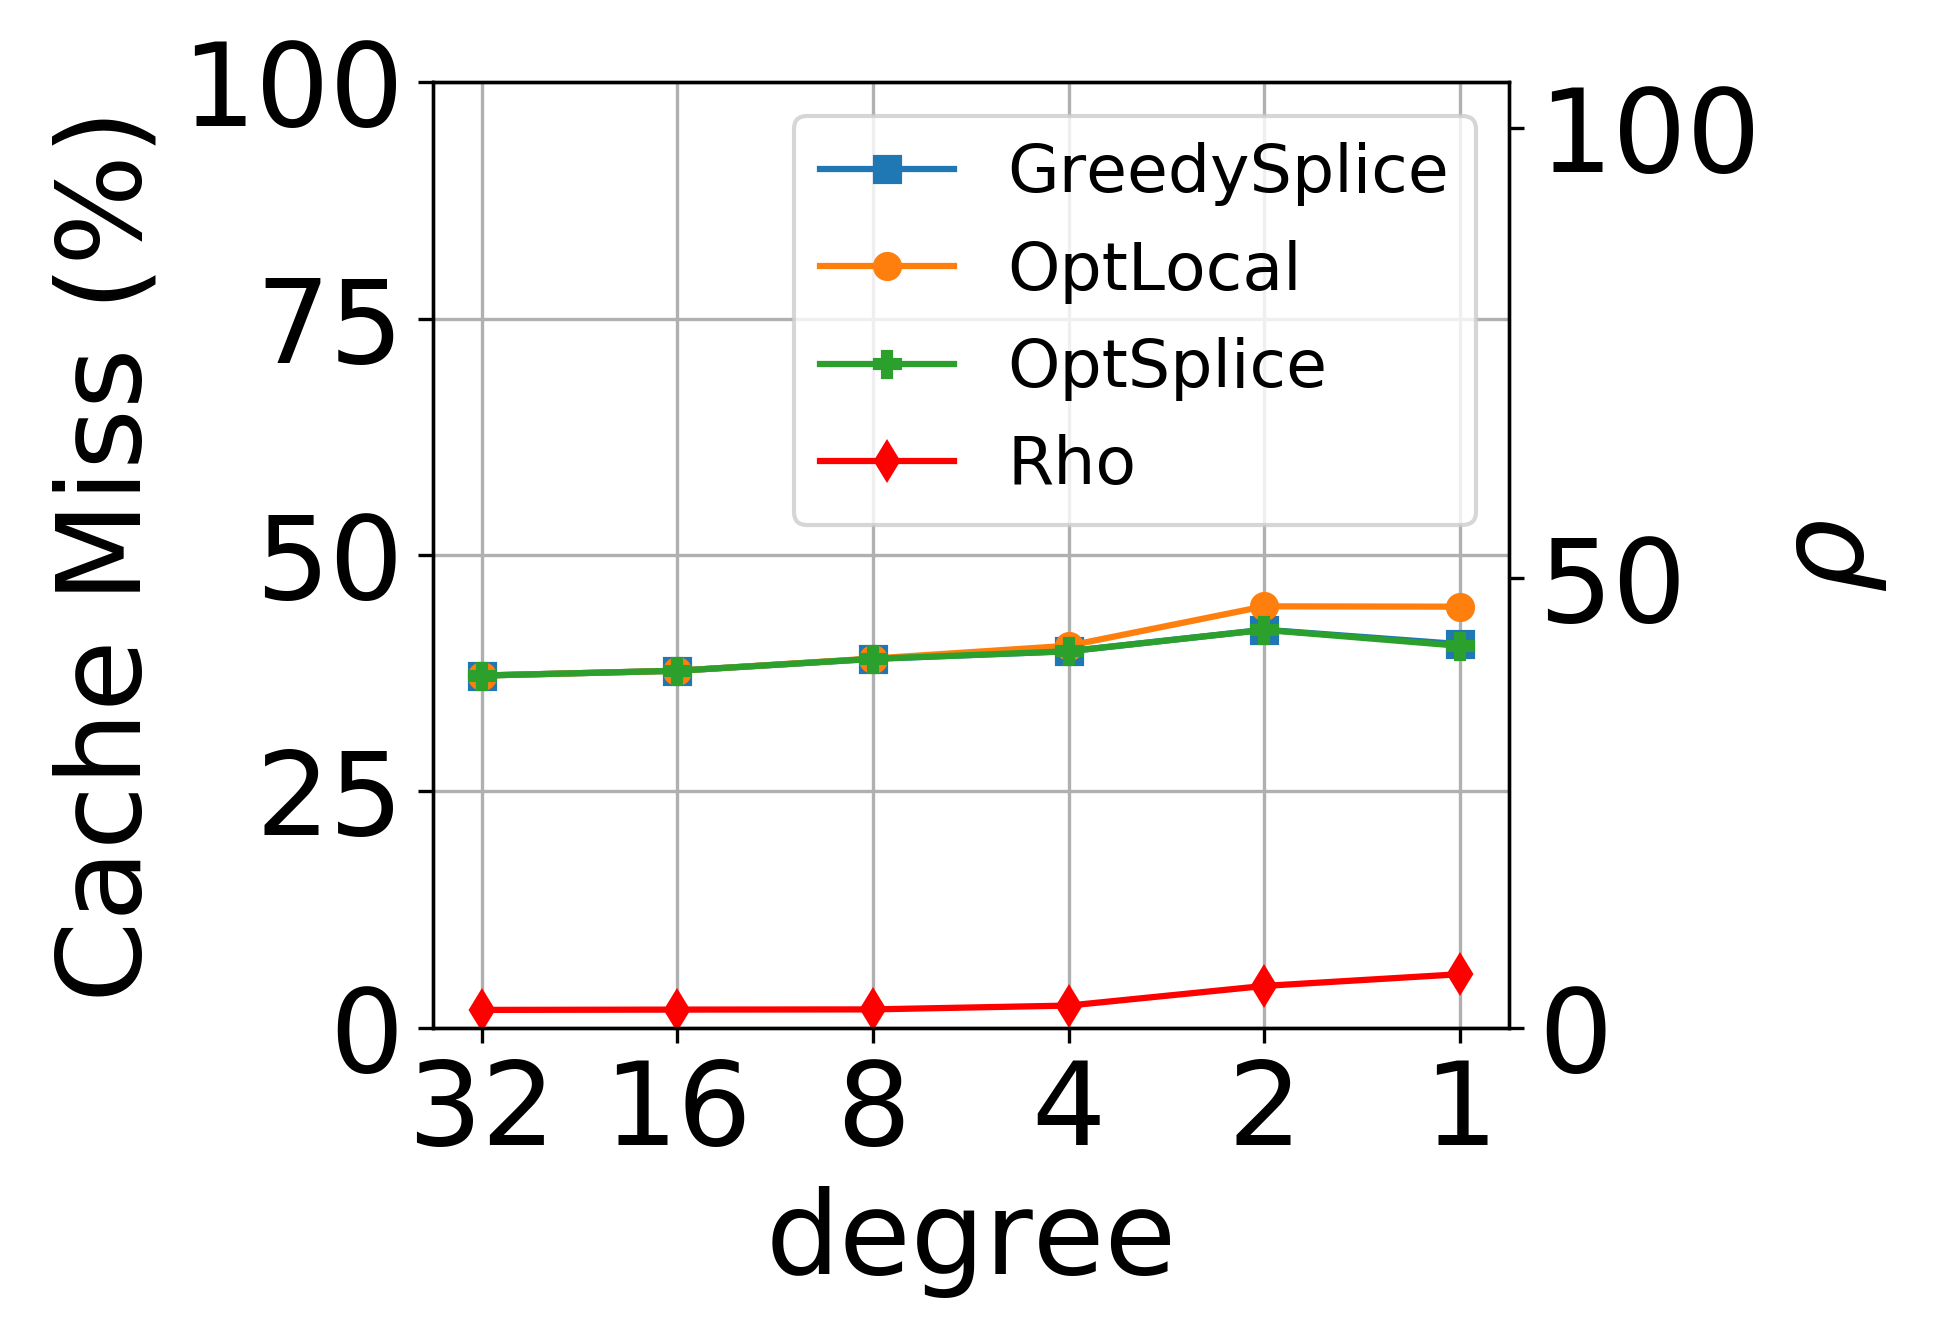 Cache Miss (%)
100
75
50
25
0
GreedySplice
OptLocal
OptSplice
Rho
100
50
0
ρ
32 16 8 4 2 1
degree